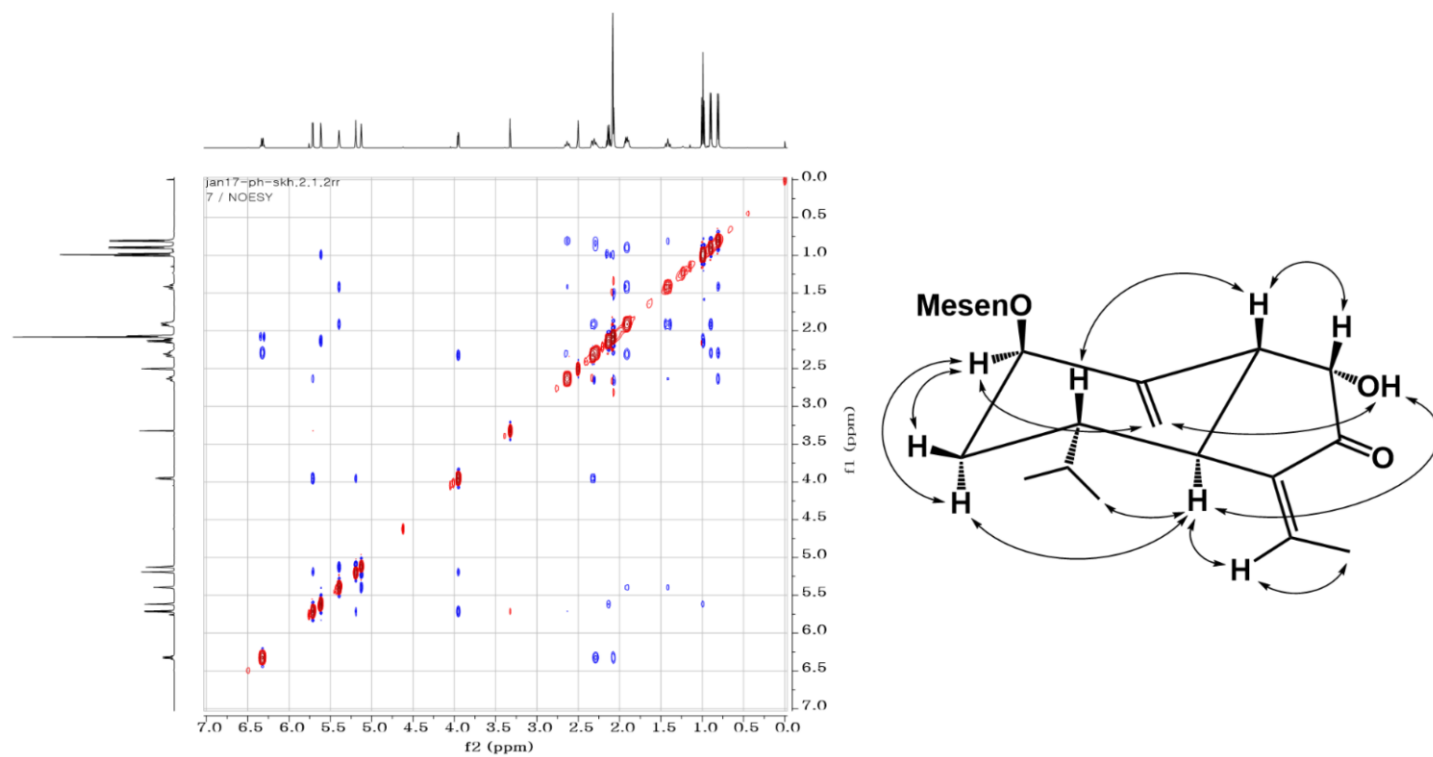 jan17-ph-skh.2.1.2rr
7 / NOESY
0.0
0.5
1.0
1.5
2.0
2.5
3.0
3.5
4.0
4.5
5.0
5.5
6.0
6.5
7.0
f1 (ppm)
7.0 6.5 6.0 5.5 5.0 4.5 4.0 3.5 3.0 2.5 2.0 1.5 1.0 0.5 0.0
f2 (ppm)
H
MesenO
H
H
H
OH
H
O
H
H
H